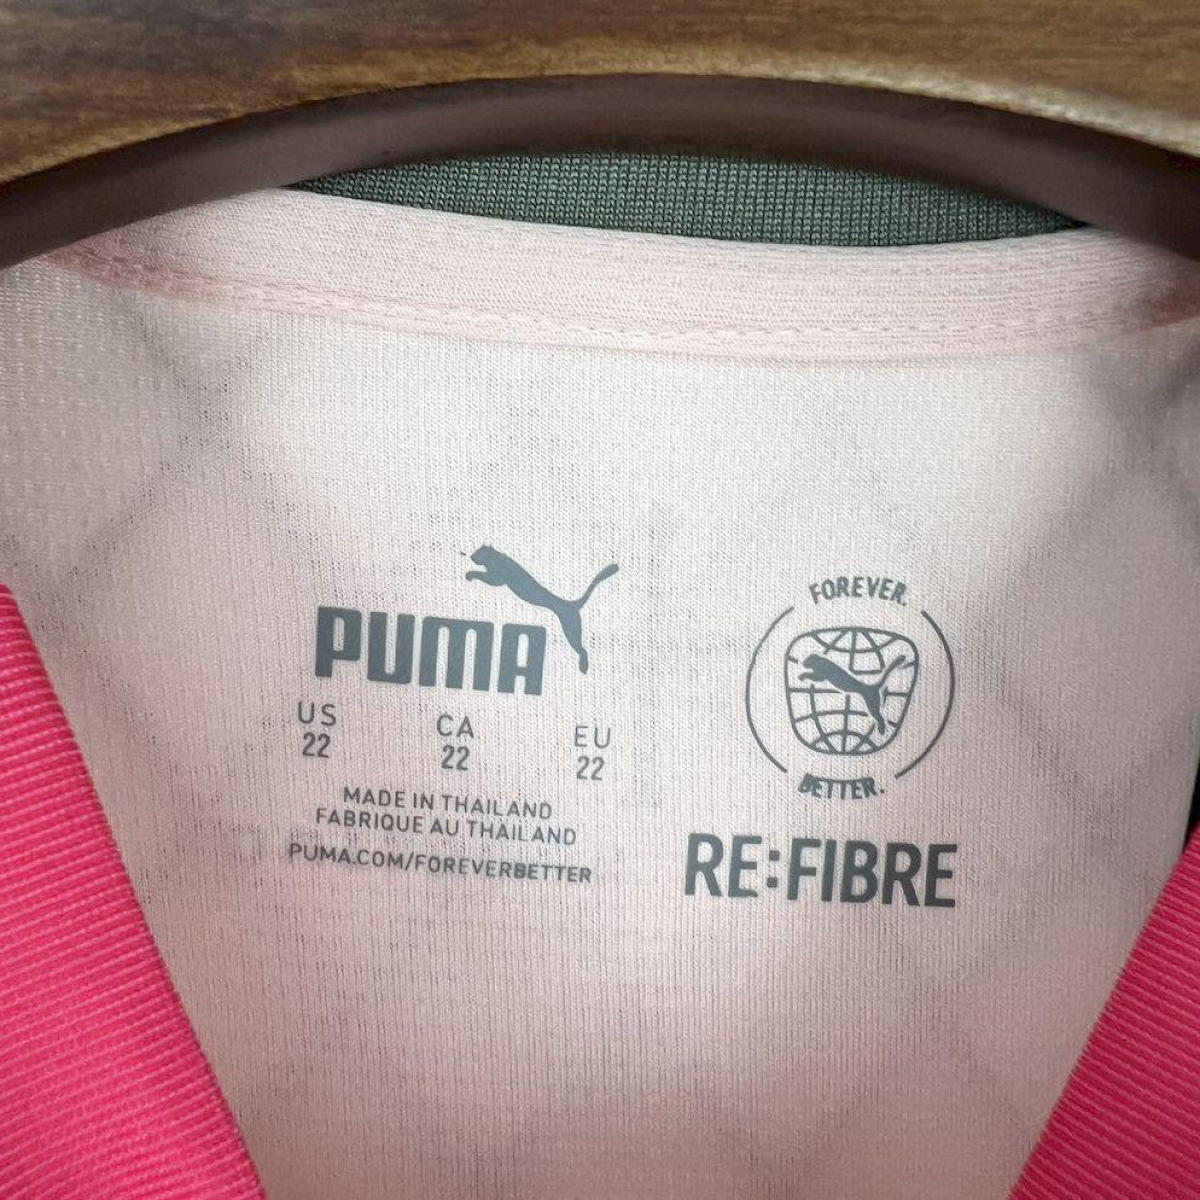 PUMA
US CA EU
22 22 22
MADE IN THAILAND
FABRIQUE AU THAILAND
PUMA.COM/FOREVERBETTER
FOREVER.
BETTER.
RE:FIBRE